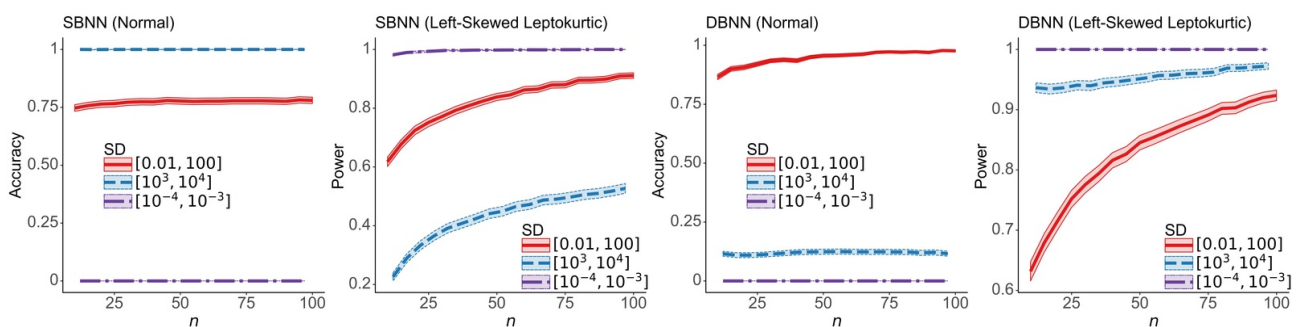 SBNN (Normal)
1
0.75
0.50
0.25
0
Accuracy
SD
[0.01, 100]
[10³, 10⁴]
[10⁻⁴, 10⁻³]
25 50 75 100
n
SBNN (Left-Skewed Leptokurtic)
1
0.8
0.6
0.4
0.2
Power
SD
[0.01, 100]
[10³, 10⁴]
[10⁻⁴, 10⁻³]
25 50 75 100
n
DBNN (Normal)
1
0.75
0.50
0.25
0
Accuracy
SD
[0.01, 100]
[10³, 10⁴]
[10⁻⁴, 10⁻³]
25 50 75 100
n
DBNN (Left-Skewed Leptokurtic)
1
0.9
0.8
0.7
0.6
Power
SD
[0.01, 100]
[10³, 10⁴]
[10⁻⁴, 10⁻³]
25 50 75 100
n